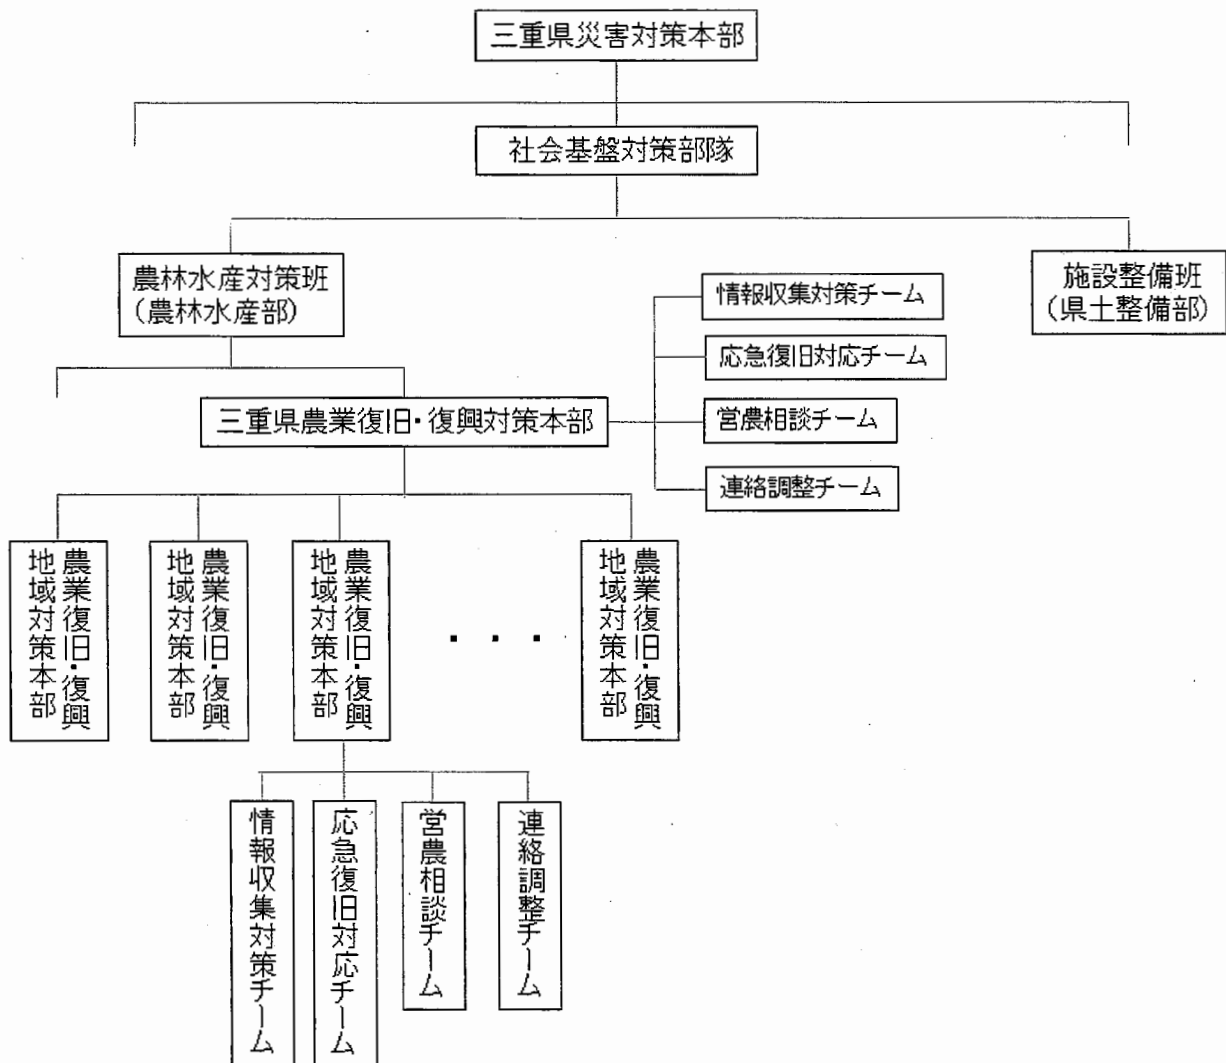 三重県災害対策本部
社会基盤対策部隊
農林水産対策班
（農林水産部）
施設整備班
（県土整備部）
情報収集対策チーム
応急復旧対応チーム
三重県農業復旧・復興対策本部
営農相談チーム
連絡調整チーム
農業復旧・復興
地域対策本部
農業復旧・復興
地域対策本部
農業復旧・復興
地域対策本部
・・・
農業復旧・復興
地域対策本部
情報収集対策チーム
応急復旧対応チーム
営農相談チーム
連絡調整チーム